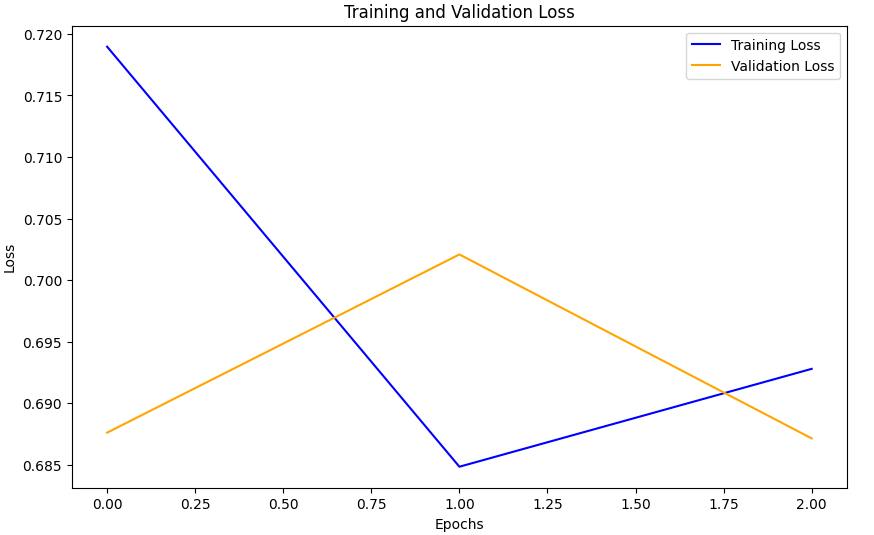 Training and Validation Loss
Training Loss
Validation Loss
Loss
0.720
0.715
0.710
0.705
0.700
0.695
0.690
0.685
0.00 0.25 0.50 0.75 1.00 1.25 1.50 1.75 2.00
Epochs